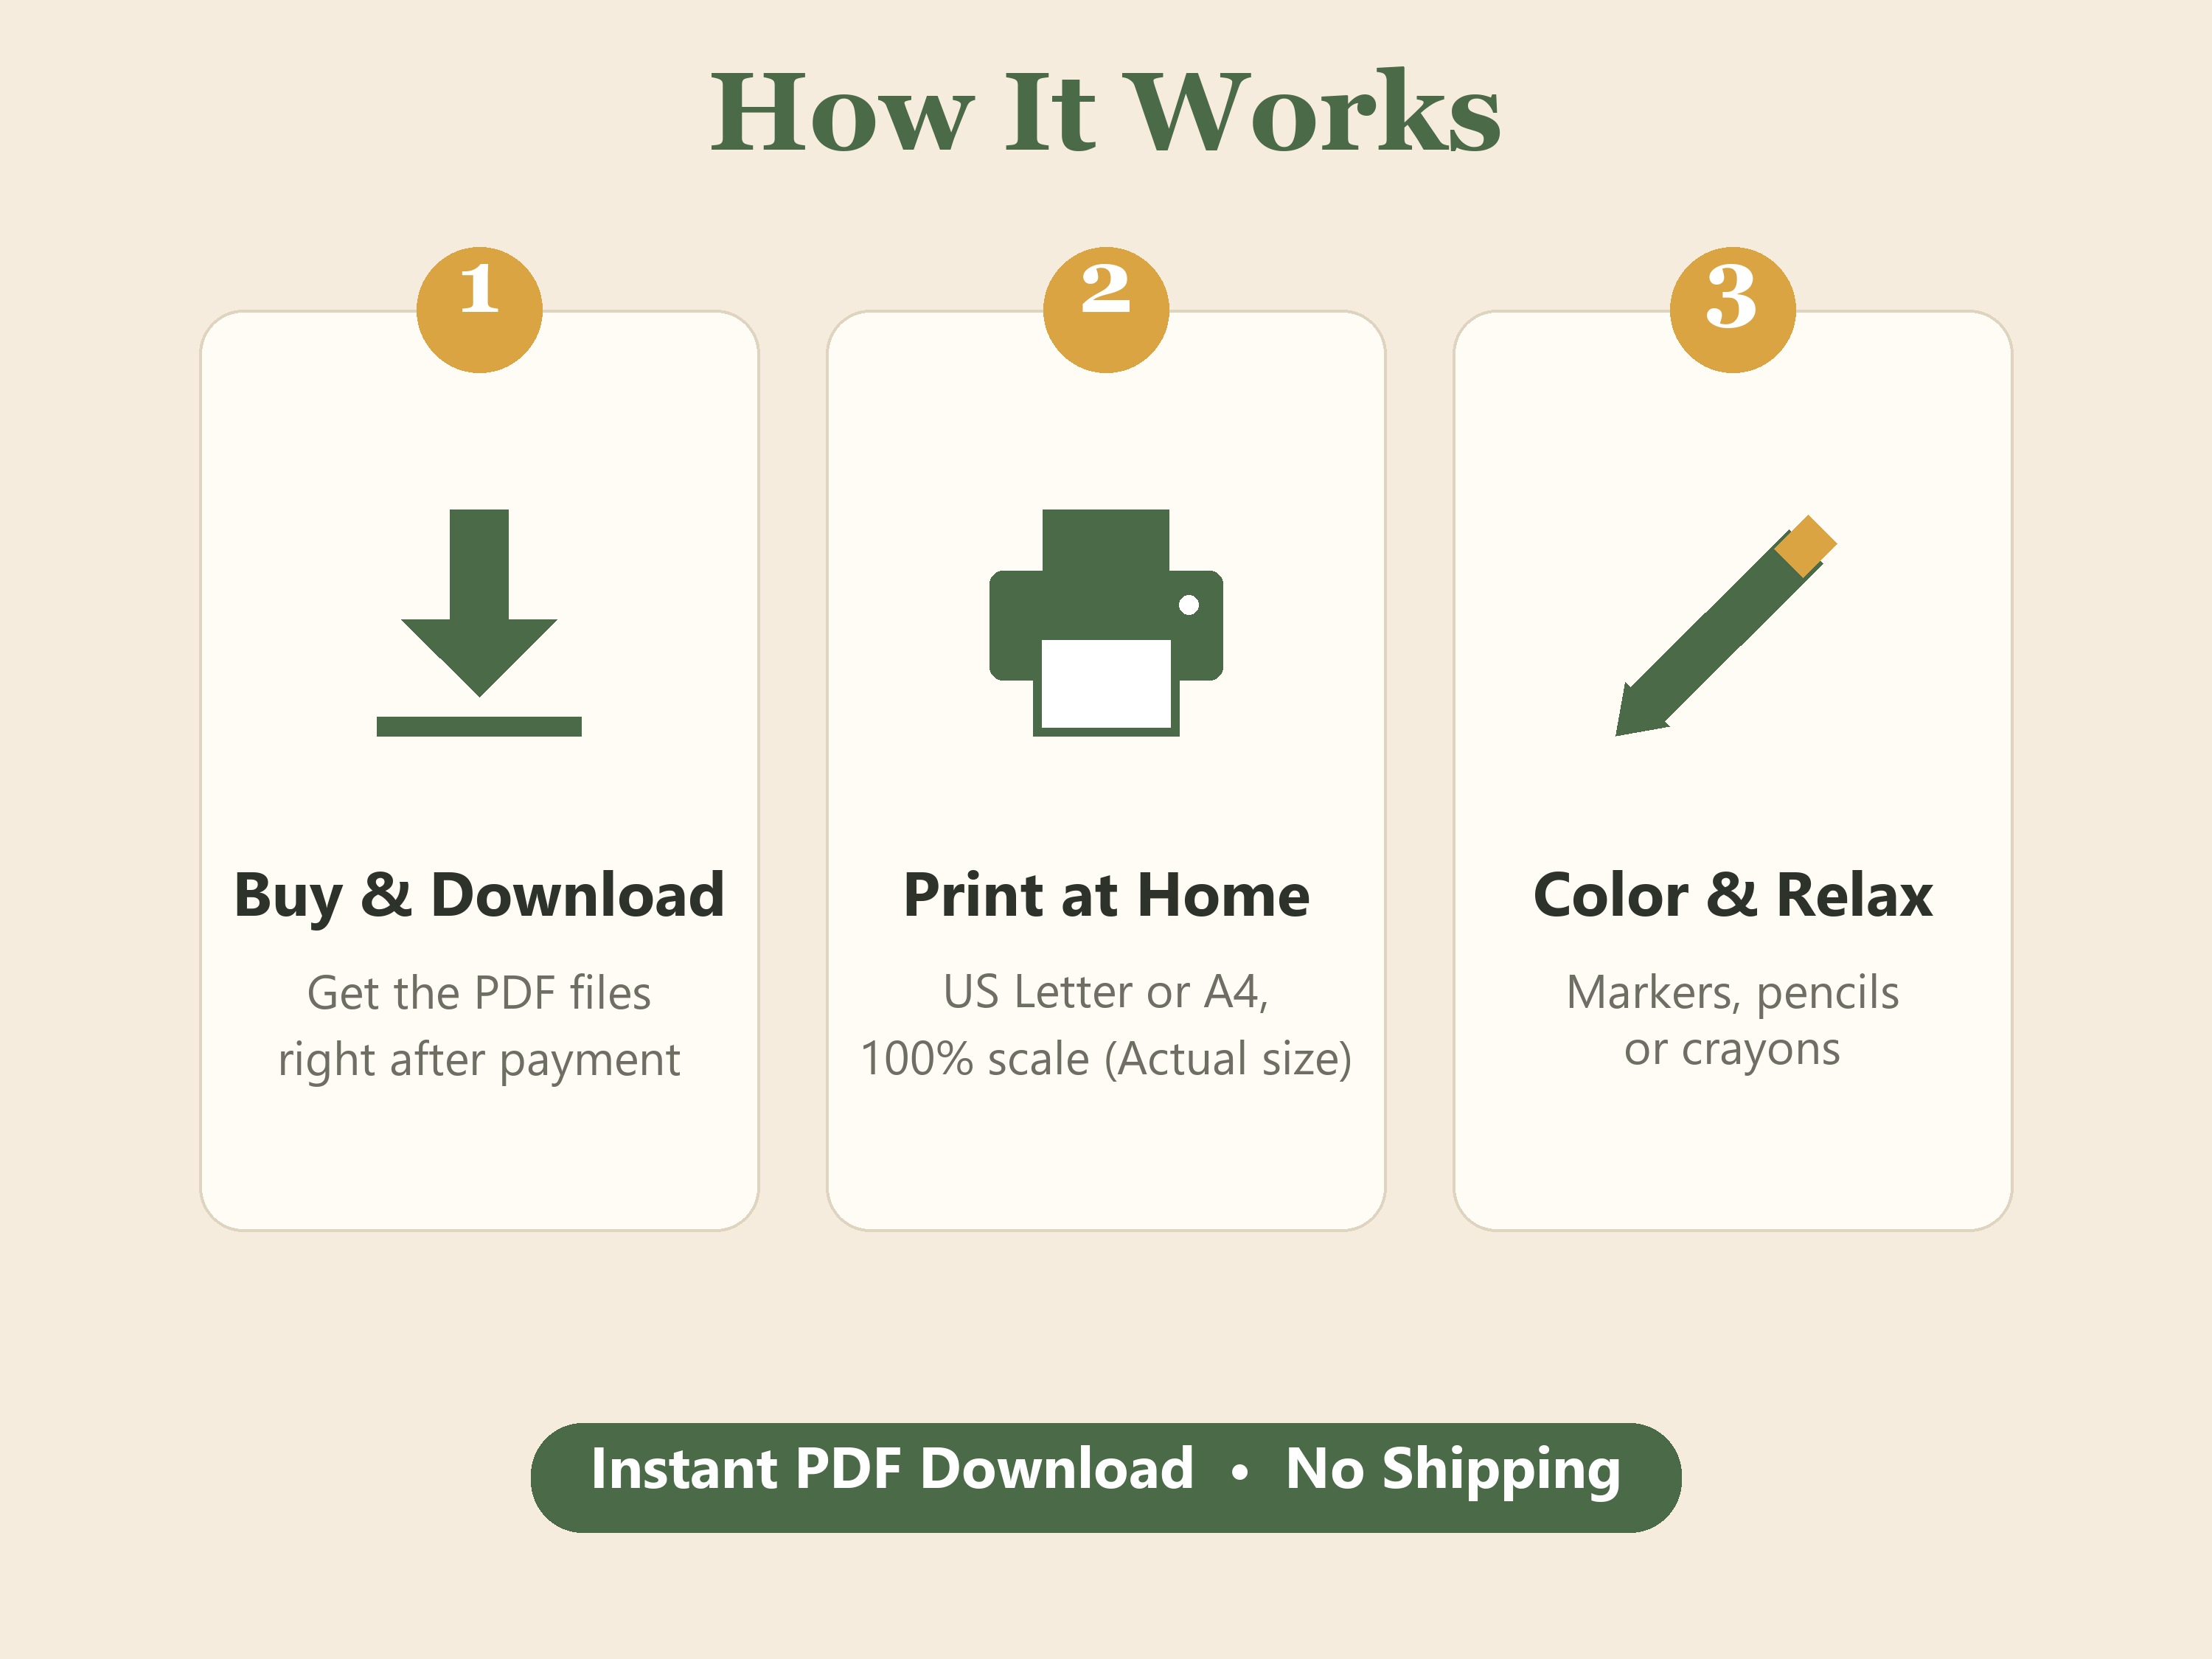 How It Works
1
Buy & Download
Get the PDF files
right after payment
2
Print at Home
US Letter or A4,
100% scale (Actual size)
3
Color & Relax
Markers, pencils
or crayons
Instant PDF Download • No Shipping